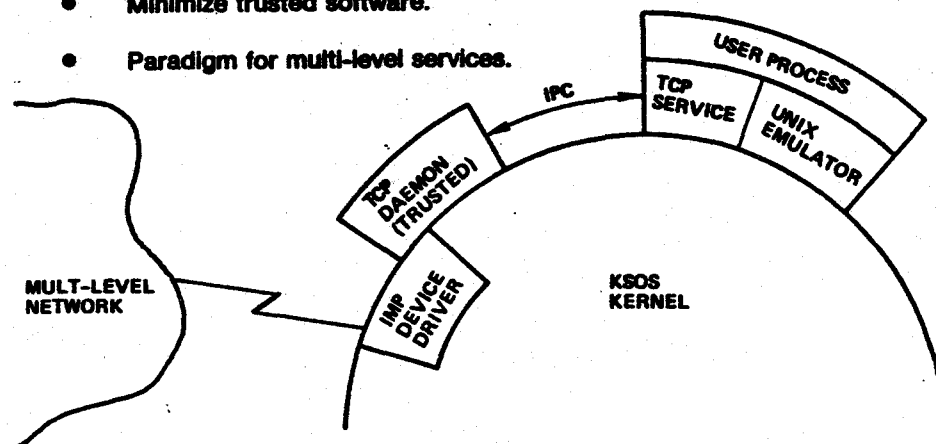 ● Minimize trusted software.
● Paradigm for multi-level services.
USER PROCESS
IPC
TCP
SERVICE
UNIX
EMULATOR
TCP
DAEMON
(TRUSTED)
IMP
DEVICE
DRIVER
MULT-LEVEL
NETWORK
KSOS
KERNEL